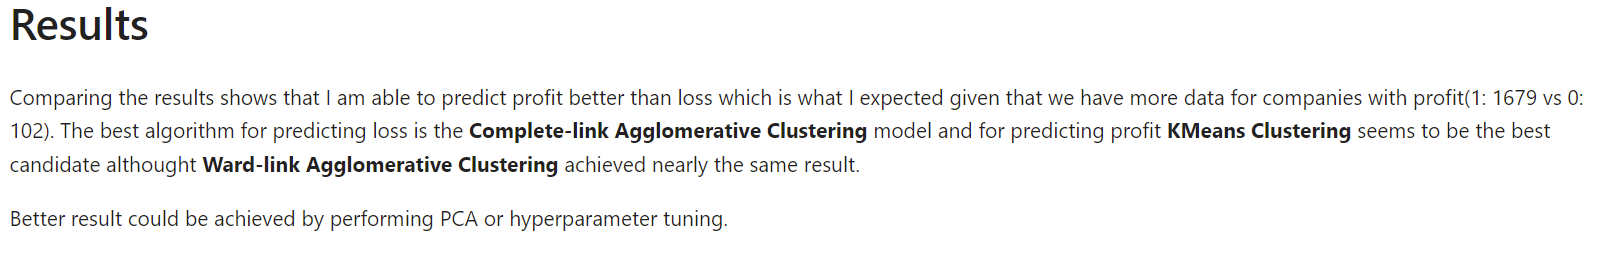 Results
Comparing the results shows that I am able to predict profit better than loss which is what I expected given that we have more data for companies with profit(1: 1679 vs 0:
102). The best algorithm for predicting loss is the Complete-link Agglomerative Clustering model and for predicting profit KMeans Clustering seems to be the best
candidate althought Ward-link Agglomerative Clustering achieved nearly the same result.
Better result could be achieved by performing PCA or hyperparameter tuning.